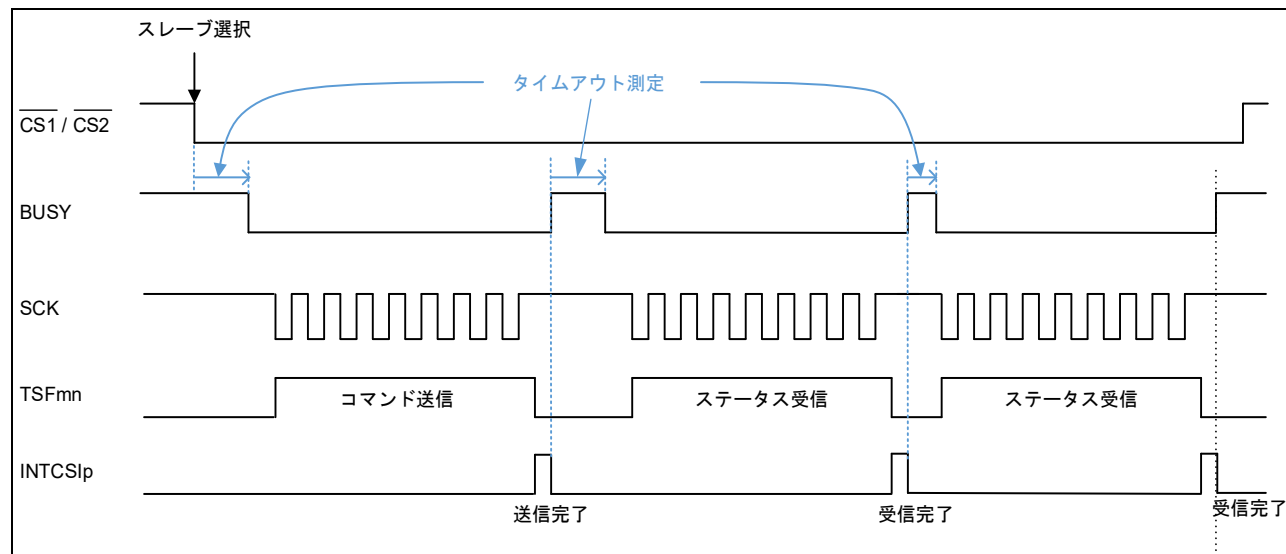 スレーブ選択
タイムアウト測定
CS1 / CS2
BUSY
SCK
TSFmn
コマンド送信
ステータス受信
ステータス受信
INTCSIp
送信完了
受信完了
受信完了